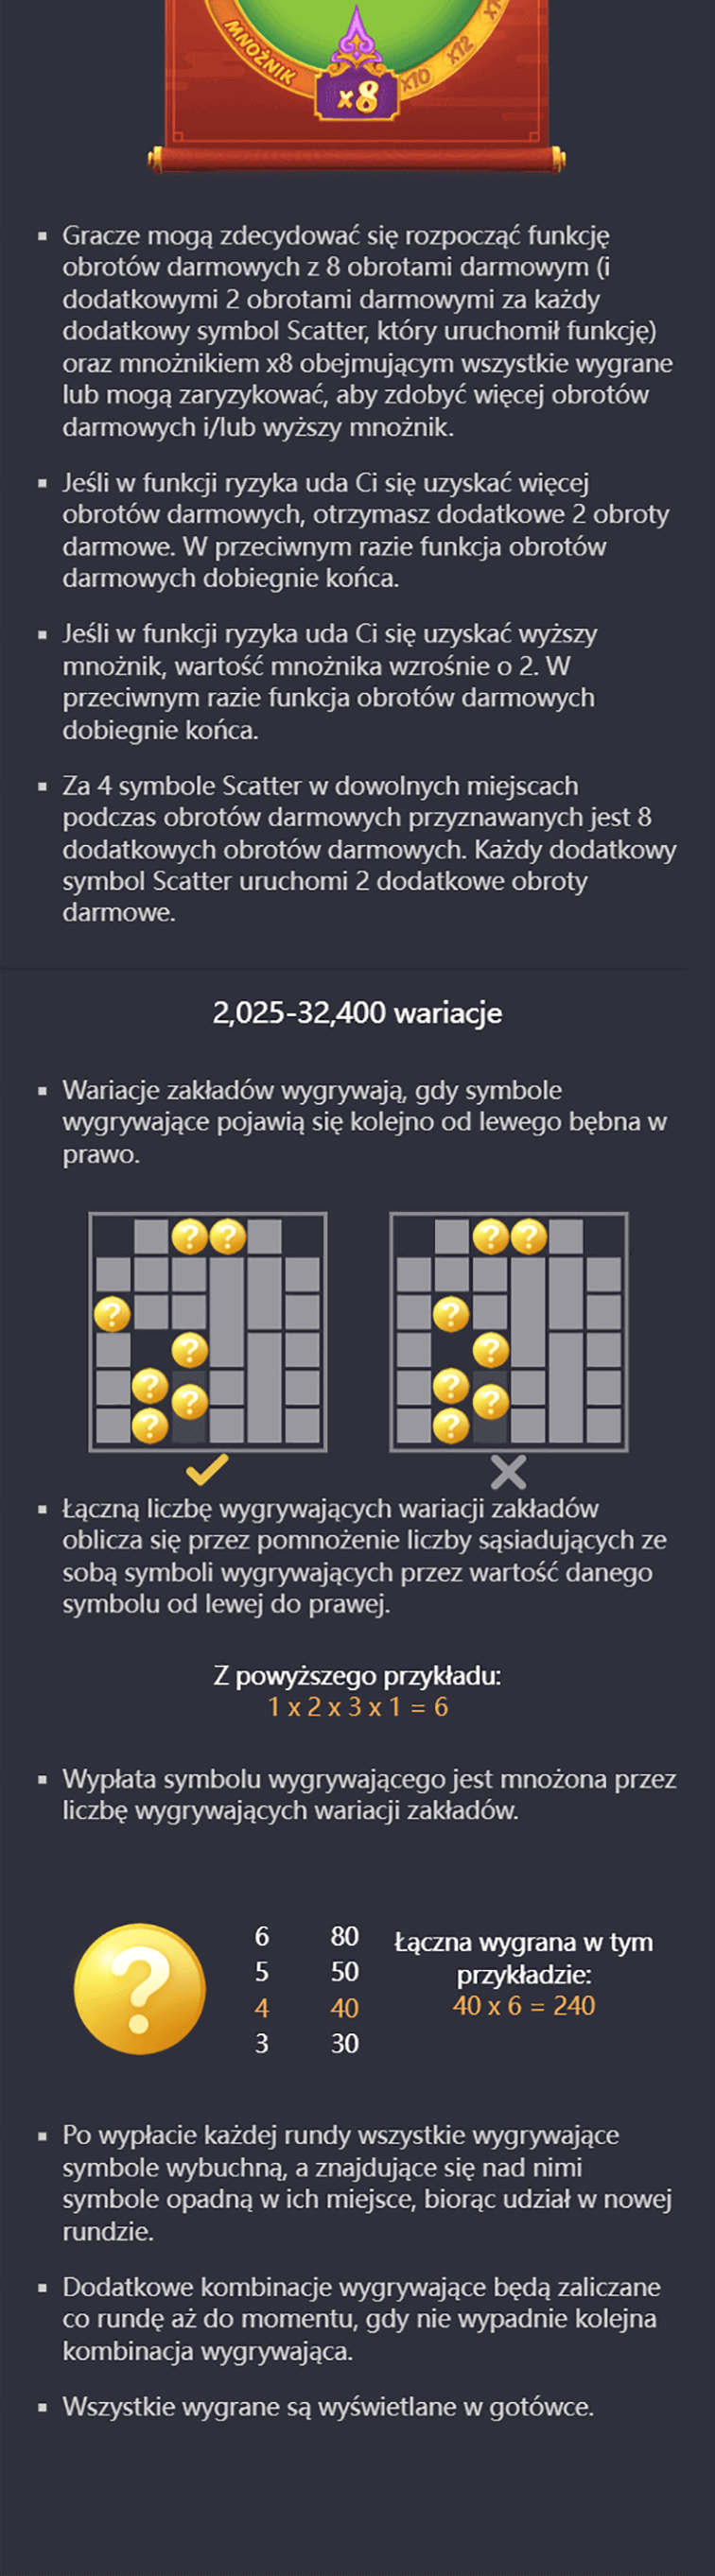 MNOŻNIK
x8
x10
x12
▪ Gracze mogą zdecydować się rozpocząć funkcję
obrotów darmowych z 8 obrotami darmowym (i
dodatkowymi 2 obrotami darmowymi za każdy
dodatkowy symbol Scatter, który uruchomił funkcję)
oraz mnożnikiem x8 obejmującym wszystkie wygrane
lub mogą zaryzykować, aby zdobyć więcej obrotów
darmowych i/lub wyższy mnożnik.
▪ Jeśli w funkcji ryzyka uda Ci się uzyskać więcej
obrotów darmowych, otrzymasz dodatkowe 2 obroty
darmowe. W przeciwnym razie funkcja obrotów
darmowych dobiegnie końca.
▪ Jeśli w funkcji ryzyka uda Ci się uzyskać wyższy
mnożnik, wartość mnożnika wzrośnie o 2. W
przeciwnym razie funkcja obrotów darmowych
dobiegnie końca.
▪ Za 4 symbole Scatter w dowolnych miejscach
podczas obrotów darmowych przyznawanych jest 8
dodatkowych obrotów darmowych. Każdy dodatkowy
symbol Scatter uruchomi 2 dodatkowe obroty
darmowe.
2,025-32,400 wariacje
▪ Wariacje zakładów wygrywają, gdy symbole
wygrywające pojawią się kolejno od lewego bębna w
prawo.
? ? ? ?
? ?
? ?
? ?
? ? ? ?
? ?
▪ Łączną liczbę wygrywających wariacji zakładów
oblicza się przez pomnożenie liczby sąsiadujących ze
sobą symboli wygrywających przez wartość danego
symbolu od lewej do prawej.
Z powyższego przykładu:
1 x 2 x 3 x 1 = 6
▪ Wypłata symbolu wygrywającego jest mnożona przez
liczbę wygrywających wariacji zakładów.
?
6 80
5 50
4 40
3 30
Łączna wygrana w tym
przykładzie:
40 x 6 = 240
▪ Po wypłacie każdej rundy wszystkie wygrywające
symbole wybuchną, a znajdujące się nad nimi
symbole opadną w ich miejsce, biorąc udział w nowej
rundzie.
▪ Dodatkowe kombinacje wygrywające będą zaliczane
co rundę aż do momentu, gdy nie wypadnie kolejna
kombinacja wygrywająca.
▪ Wszystkie wygrane są wyświetlane w gotówce.